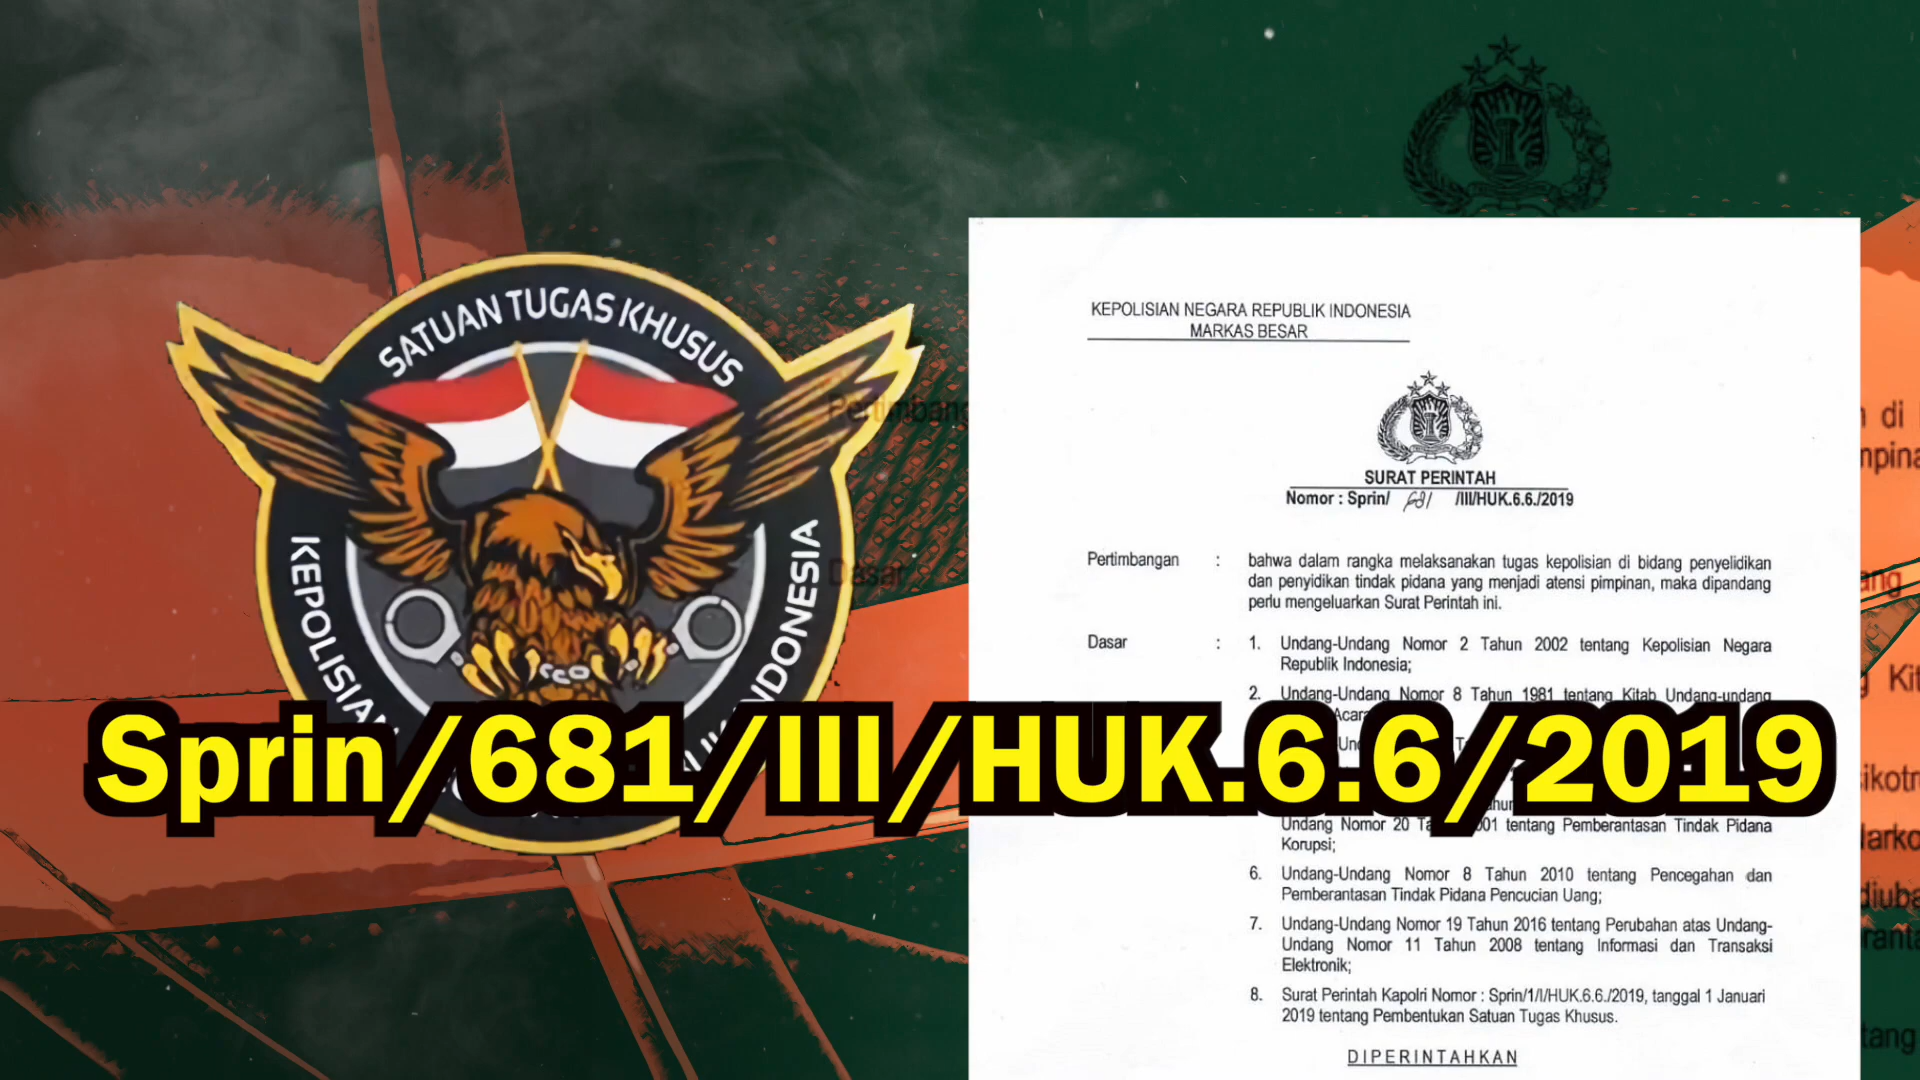 SATUAN TUGAS KHUSUS
KEPOLISIAN
INDONESIA
KEPOLISIAN NEGARA REPUBLIK INDONESIA
MARKAS BESAR
SURAT PERINTAH
Nomor : Sprin/ 681 /III/HUK.6.6./2019
Pertimbangan : bahwa dalam rangka melaksanakan tugas kepolisian di bidang penyelidikan
dan penyidikan tindak pidana yang menjadi atensi pimpinan, maka dipandang
perlu mengeluarkan Surat Perintah ini.
Dasar : 1. Undang-Undang Nomor 2 Tahun 2002 tentang Kepolisian Negara
Republik Indonesia;
2. Undang-Undang Nomor 8 Tahun 1981 tentang Kitab Undang-undang
Sprin/681/III/HUK.6.6/2019
Undang Nomor 20 tentang Pemberantasan Tindak Pidana
Korupsi;
6. Undang-Undang Nomor 8 Tahun 2010 tentang Pencegahan dan
Pemberantasan Tindak Pidana Pencucian Uang;
7. Undang-Undang Nomor 19 Tahun 2016 tentang Perubahan atas Undang-
Undang Nomor 11 Tahun 2008 tentang Informasi dan Transaksi
Elektronik;
8. Surat Perintah Kapolri Nomor : Sprin/1/I/HUK.6.6./2019, tanggal 1 Januari
2019 tentang Pembentukan Satuan Tugas Khusus.
DIPERINTAHKAN